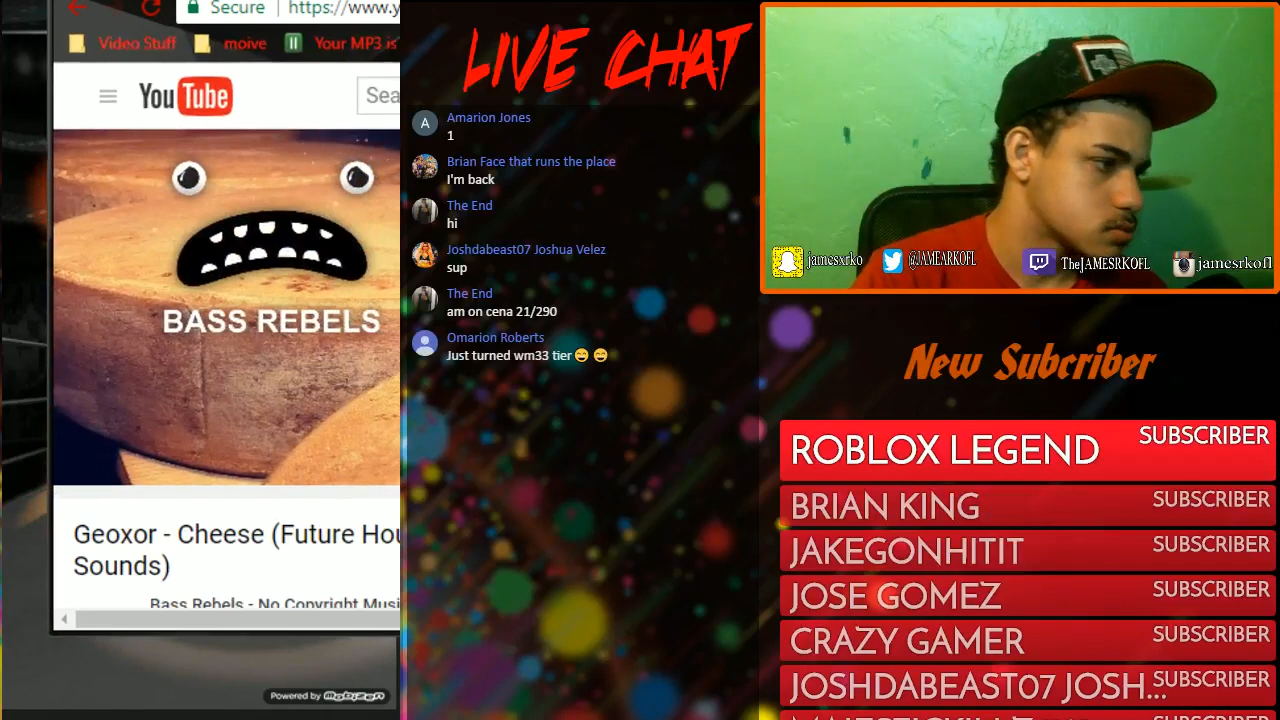 Secure
https://www.y
Video Stuff
moive
Your MP3 is
YouTube
Sea
BASS REBELS
Geoxor - Cheese (Future Hou
Sounds)
Bass Rebels - No Copyright Musi
Powered by mobizen
LIVE CHAT
A
Amarion Jones
1
Brian Face that runs the place
I'm back
The End
hi
Joshdabeast07 Joshua Velez
sup
The End
am on cena 21/290
Omarion Roberts
Just turned wm33 tier😄 😄
jamesxrko
@JAMEARKOFL
TheJAMESRKOFL
jamesrkofl
New Subcriber
ROBLOX LEGEND SUBSCRIBER
BRIAN KING SUBSCRIBER
JAKEGONHITIT SUBSCRIBER
JOSE GOMEZ SUBSCRIBER
CRAZY GAMER SUBSCRIBER
JOSHDABEAST07 JOSH... SUBSCRIBER